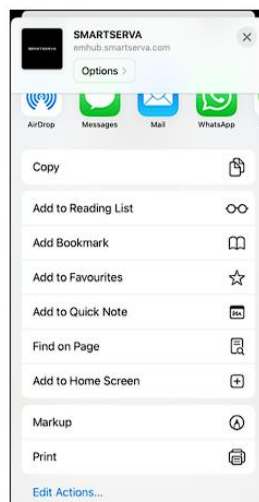 SMARTSERVA
SMARTSERVA
emhub.smartserva.com
Options
AirDrop
Messages
Mail
WhatsApp
Copy
Add to Reading List
Add Bookmark
Add to Favourites
Add to Quick Note
Find on Page
Add to Home Screen
Markup
Print
Edit Actions...